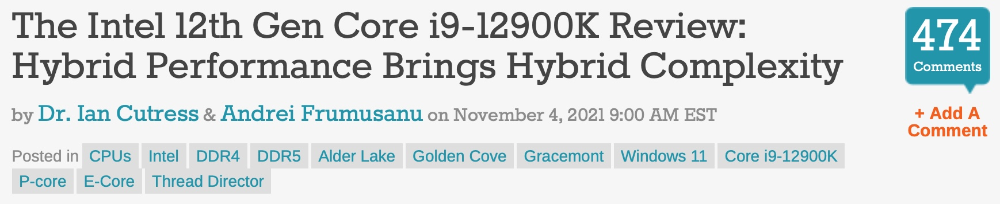 The Intel 12th Gen Core i9-12900K Review:
Hybrid Performance Brings Hybrid Complexity
474
Comments
by Dr. Ian Cutress & Andrei Frumusanu on November 4, 2021 9:00 AM EST
+ Add A
Comment
Posted in CPUs Intel DDR4 DDR5 Alder Lake Golden Cove Gracemont Windows 11 Core i9-12900K
P-core E-Core Thread Director